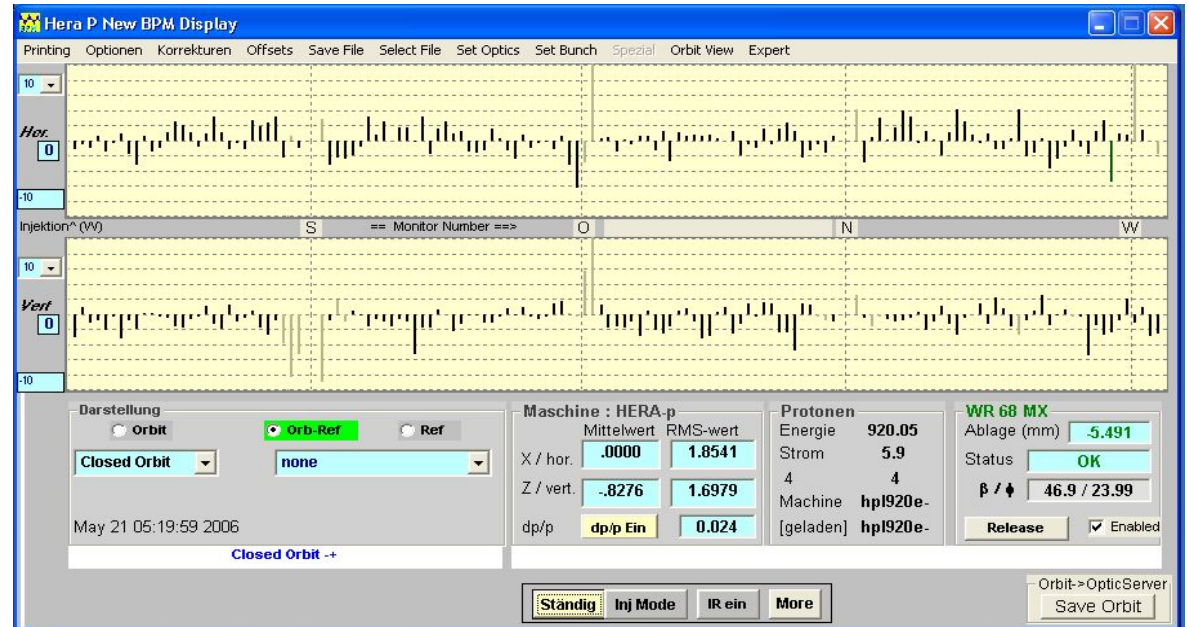 Hera P New BPM Display
Printing Optionen Korrekturen Offsets Save File Select File Set Optics Set Bunch Spezial Orbit View Expert
10
Hor.
0
-10
Injektion^ (W) S == Monitor Number ==> O N W
10
Vert
0
-10
Darstellung
Orbit Orb-Ref Ref
Closed Orbit none
May 21 05:19:59 2006
Closed Orbit -+
Maschine : HERA-p
Mittelwert RMS-wert
X / hor. .0000 1.8541
Z / vert. -.8276 1.6979
dp/p dp/p Ein 0.024
Protonen
Energie 920.05
Strom 5.9
4 4
Machine hpl920e-
[geladen] hpl920e-
WR 68 MX
Ablage (mm) -5.491
Status OK
β / ϕ 46.9 / 23.99
Release Enabled
Ständig Inj Mode IR ein More
Orbit->OpticServer
Save Orbit